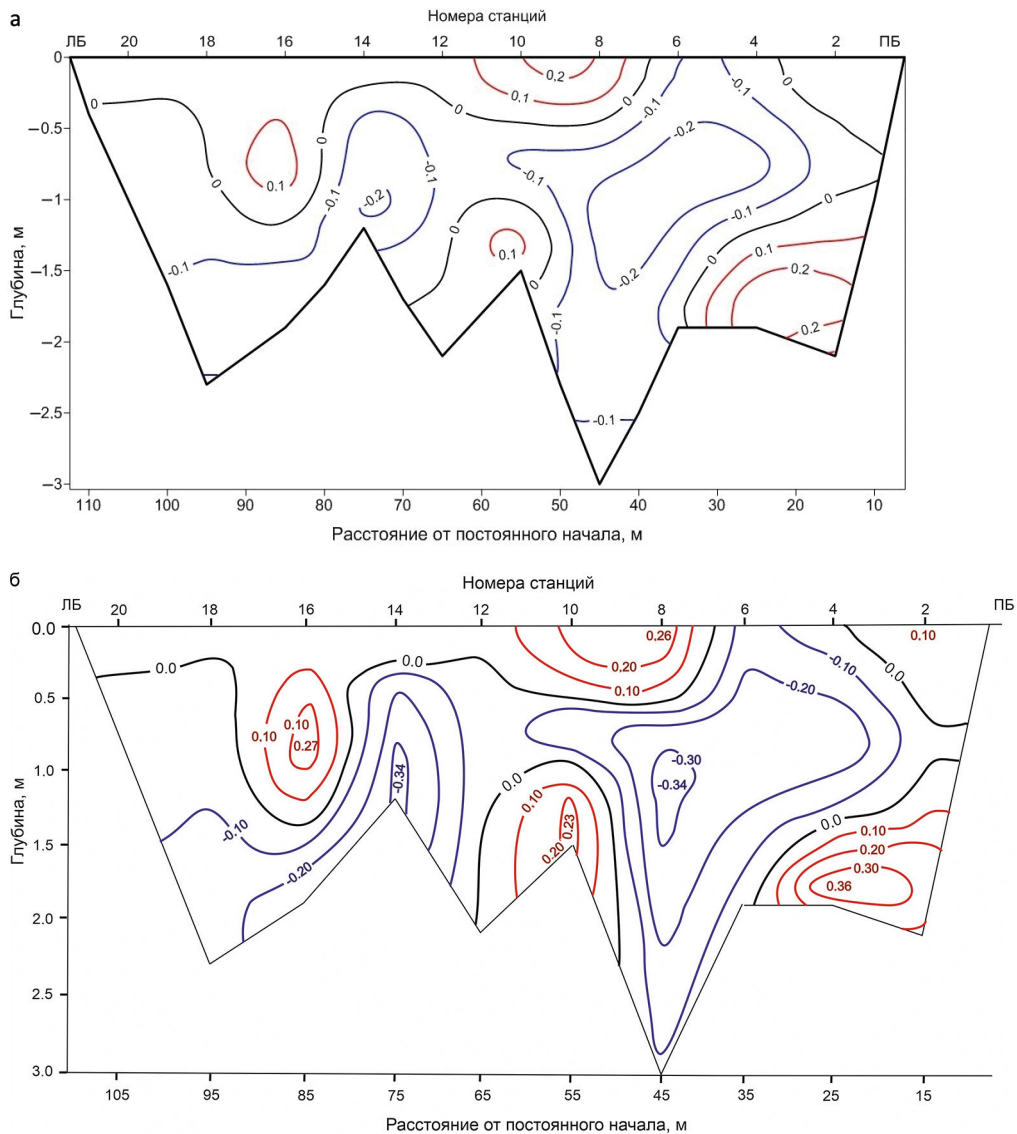 а
Номера станций
ЛБ 20 18 16 14 12 10 8 6 4 2 ПБ
0
–0.5
–1
–1.5
–2
–2.5
–3
Глубина, м
0 0 0.1 0 -0.1 -0.1 -0.2 -0.1 0
0.2 0.1 0 -0.1 -0.1 0
-0.2 -0.1 -0.1 0
0 0.1 0 -0.1 -0.2 -0.1
0 0.1 0.2 0.2
110 100 90 80 70 60 50 40 30 20 10
Расстояние от постоянного начала, м
б
Номера станций
ЛБ 20 18 16 14 12 10 8 6 4 2 ПБ
0.0
0.5
1.0
1.5
2.0
2.5
3.0
Глубина, м
0.26 0.10
0.0 0.0 0.20 -0.10 0.0
0.10 -0.20
0.10 0.10
0.27 -0.30
-0.34 0.0 -0.34
0.10
-0.10 0.23 0.0 0.10
0.20 0.20
-0.20 0.30
0.36
105 95 85 75 65 55 45 35 25 15
Расстояние от постоянного начала, м